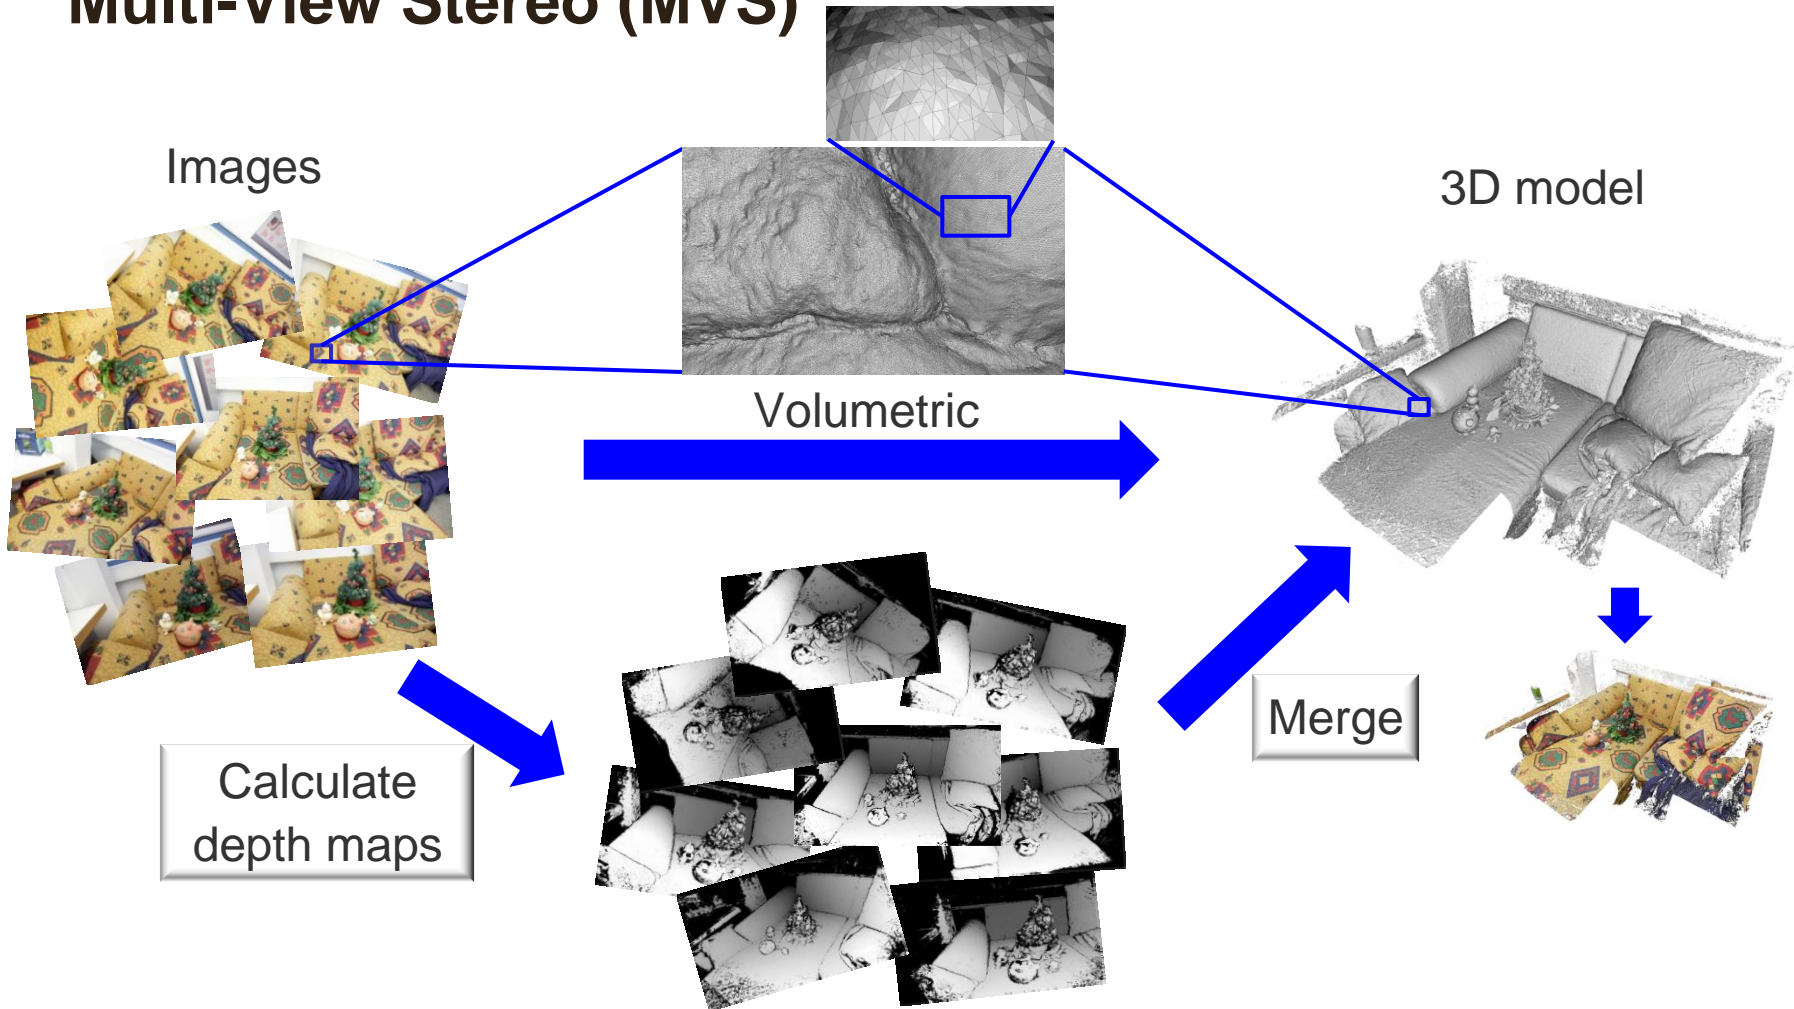 Multi-View Stereo (MVS)
Images
3D model
Volumetric
Merge
Calculate
depth maps